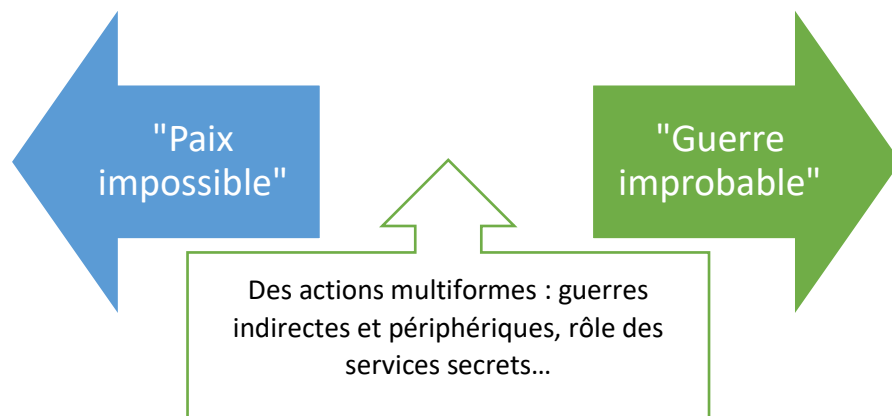 "Paix
impossible"
"Guerre
improbable"
Des actions multiformes : guerres
indirectes et périphériques, rôle des
services secrets…